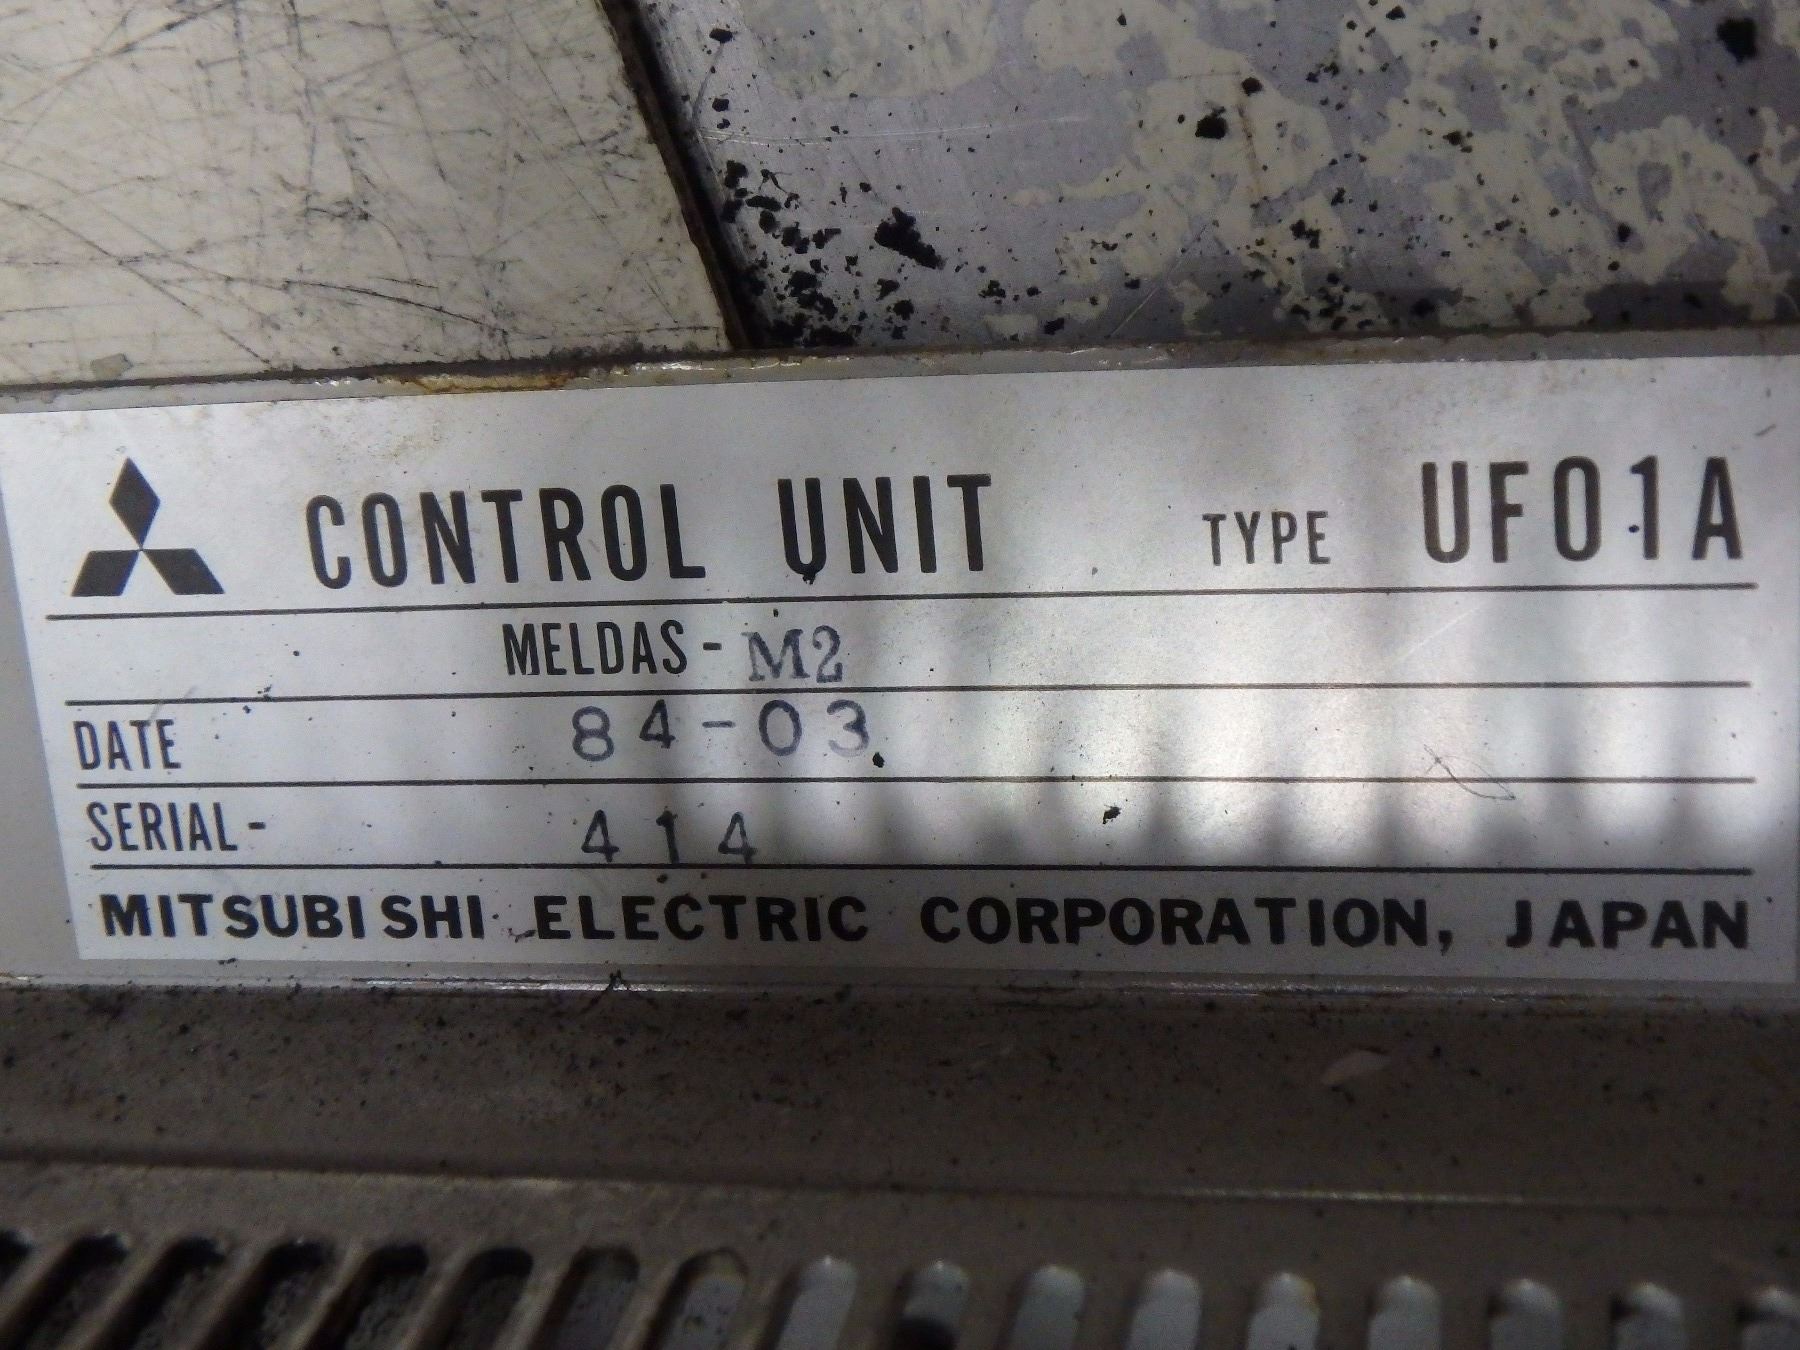 CONTROL UNIT TYPE UF01A
MELDAS-M2
DATE 84-03
SERIAL- 414
MITSUBISHI ELECTRIC CORPORATION, JAPAN